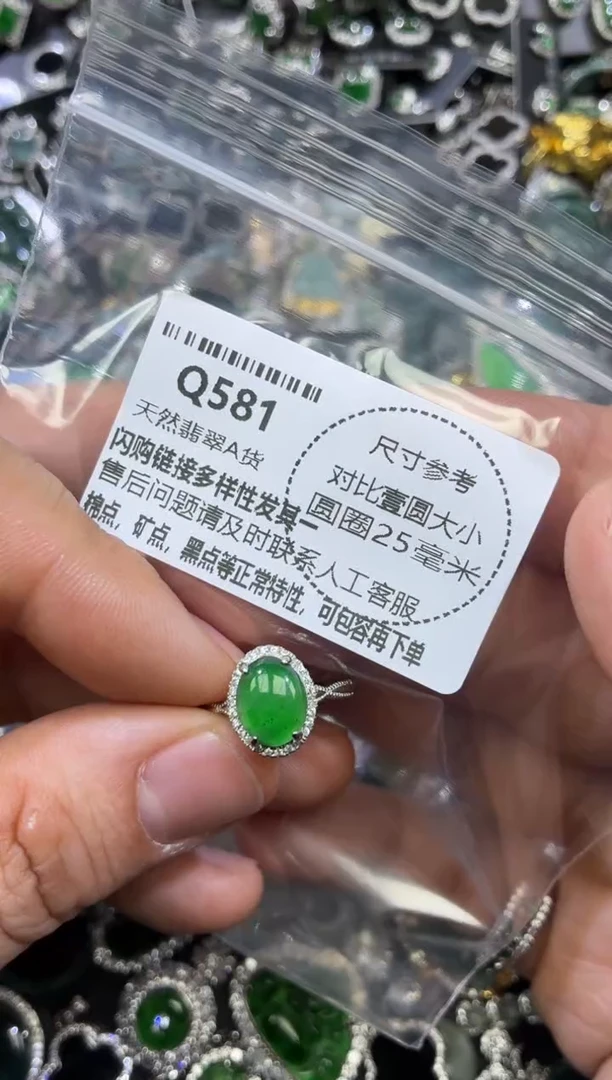 Q581
天然翡翠A货
闪购链接多样性发其一
售后问题请及时联系人工客服
棉点，矿点，黑点等正常特性，可包容再下单
尺寸参考
对比壹圆大小
圆圈25毫米